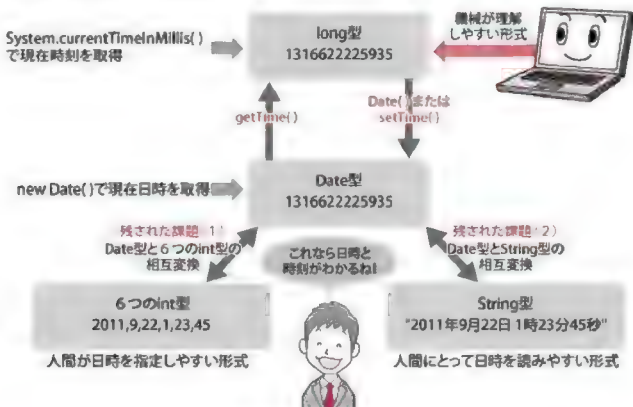 System.currentTimeInMillis()
で現在時刻を取得
long型
1316622225935
機械が理解
しやすい形式
getTime()
Date()または
setTime()
new Date()で現在日時を取得
Date型
1316622225935
残された課題(1)
Date型と6つのint型の
相互変換
これなら日時と
時刻がわかるね!
残された課題(2)
Date型とString型の
相互変換
6つのint型
2011,9,22,1,23,45
String型
"2011年9月22日 1時23分45秒"
人間が日時を指定しやすい形式
人間にとって日時を読みやすい形式